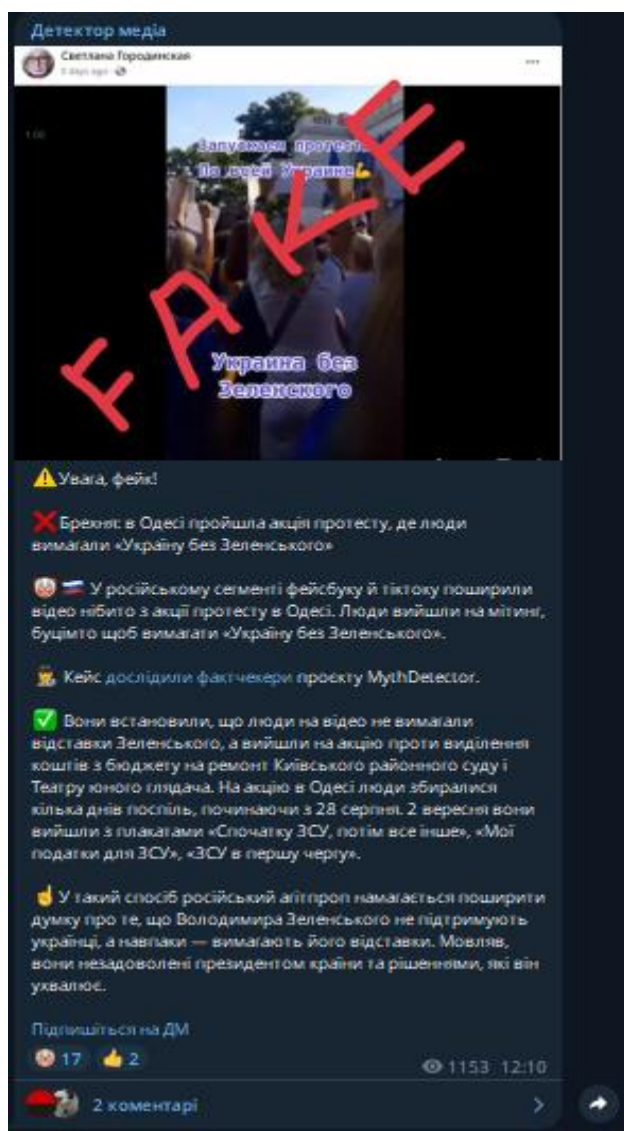 Детектор медіа
Светлана Городинская
5 days ago
1:00
Запускаем протесты
По всей Украине💪
FAKE
Украина без
Зеленского
⚠️Увага, фейк!
❌Брехня: в Одесі пройшла акція протесту, де люди
вимагали «Україну без Зеленського»
🤡 🇷🇺 У російському сегменті фейсбуку й тіктоку поширили
відео нібито з акції протесту в Одесі. Люди вийшли на мітинг,
буцімто щоб вимагати «Україну без Зеленського».
🕵️ Кейс дослідили фактчекери проєкту MythDetector.
✅ Вони встановили, що люди на відео не вимагали
відставки Зеленського, а вийшли на акцію проти виділення
коштів з бюджету на ремонт Київського районного суду і
Театру юного глядача. На акцію в Одесі люди збиралися
кілька днів поспіль, починаючи з 28 серпня. 2 вересня вони
вийшли з плакатами «Спочатку ЗСУ, потім все інше», «Мої
податки для ЗСУ», «ЗСУ в першу чергу».
☝️У такий спосіб російський агітпроп намагається поширити
думку про те, що Володимира Зеленського не підтримують
українці, а навпаки — вимагають його відставки. Мовляв,
вони незадоволені президентом країни та рішеннями, які він
ухвалює.
Підпишіться на ДМ
🤡 17 👍 2
1153 12:10
2 коментарі